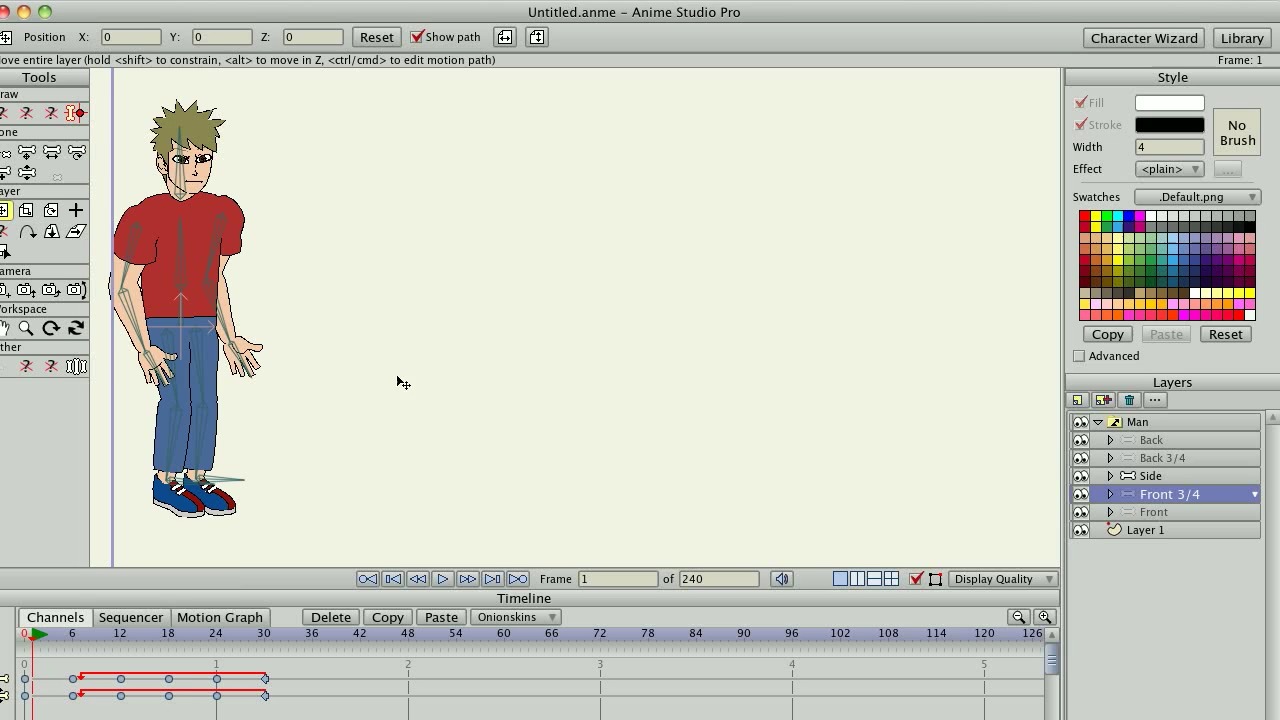 Untitled.anme – Anime Studio Pro
Position X: 0 Y: 0 Z: 0 Reset Show path Character Wizard Library
ove entire layer (hold <shift> to constrain, <alt> to move in Z, <ctrl/cmd> to edit motion path) Frame: 1
Tools
raw
one
ayer
amera
orkspace
ther
Style
Fill
Stroke
No Brush
Width 4
Effect <plain> ...
Swatches .Default.png
Copy Paste Reset
Advanced
Layers
...
Man
Back
Back 3/4
Side
Front 3/4
Front
Layer 1
Frame 1 of 240 Display Quality
Timeline
Channels Sequencer Motion Graph Delete Copy Paste Onionskins
0 6 12 18 24 30 36 42 48 54 60 66 72 78 84 90 96 102 108 114 120 126
0 1 2 3 4 5